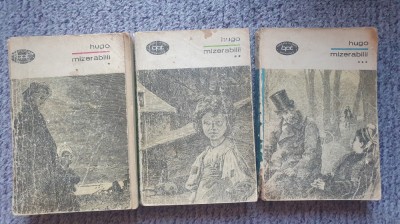 bpt
hugo
mizerabilii
*
bpt
hugo
mizerabilii
**
bpt
hugo
mizerabilii
***